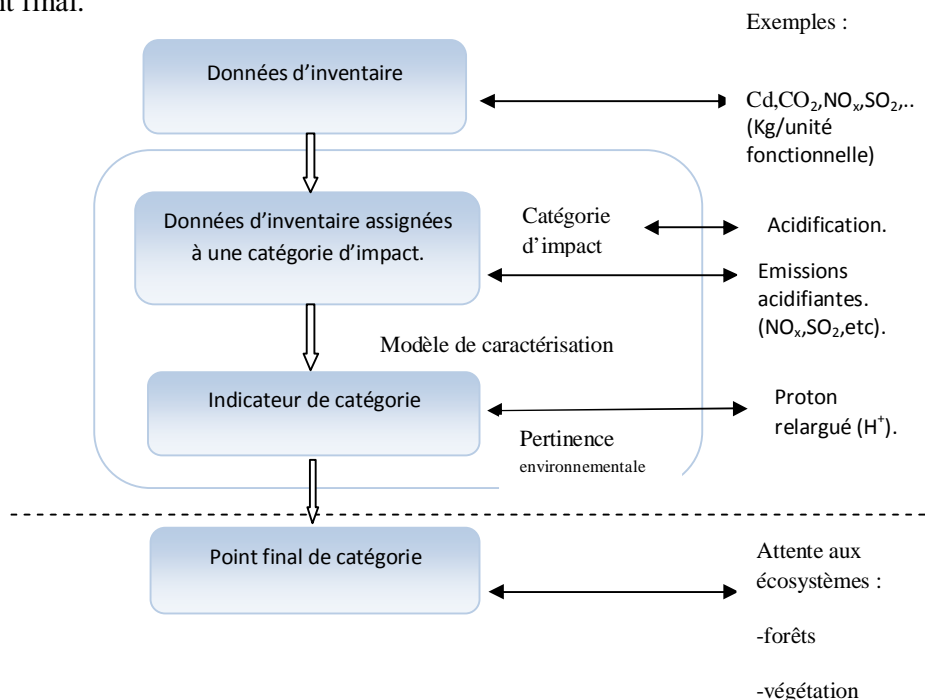 nt final.
Exemples :
Données d'inventaire
Cd,CO₂,NOₓ,SO₂,..
(Kg/unité
fonctionnelle)
Données d'inventaire assignées
à une catégorie d'impact.
Catégorie
d'impact
Acidification.
Emissions
acidifiantes.
(NOₓ,SO₂,etc).
Modèle de caractérisation
Indicateur de catégorie
Proton
relargué (H⁺).
Pertinence
environnementale
Point final de catégorie
Attente aux
écosystèmes :
-forêts
-végétation